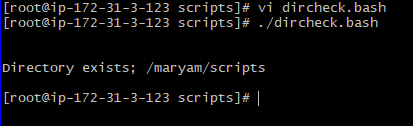 [root@ip-172-31-3-123 scripts]# vi dircheck.bash
[root@ip-172-31-3-123 scripts]# ./dircheck.bash
Directory exists; /maryam/scripts
[root@ip-172-31-3-123 scripts]#